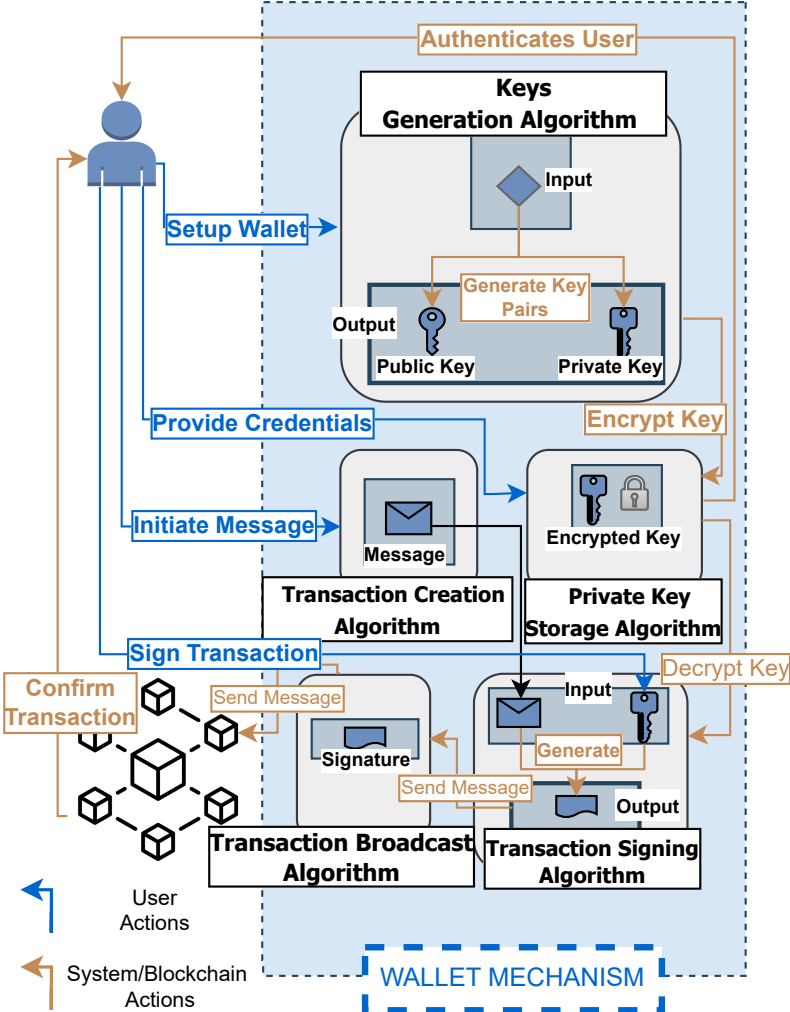 Authenticates User
Keys
Generation Algorithm
Input
Setup Wallet
Generate Key
Pairs
Output
Public Key
Private Key
Provide Credentials
Encrypt Key
Initiate Message
Message
Encrypted Key
Transaction Creation
Algorithm
Private Key
Storage Algorithm
Sign Transaction
Decrypt Key
Confirm
Transaction
Send Message
Input
Signature
Generate
Send Message
Output
Transaction Broadcast
Algorithm
Transaction Signing
Algorithm
User
Actions
System/Blockchain
Actions
WALLET MECHANISM